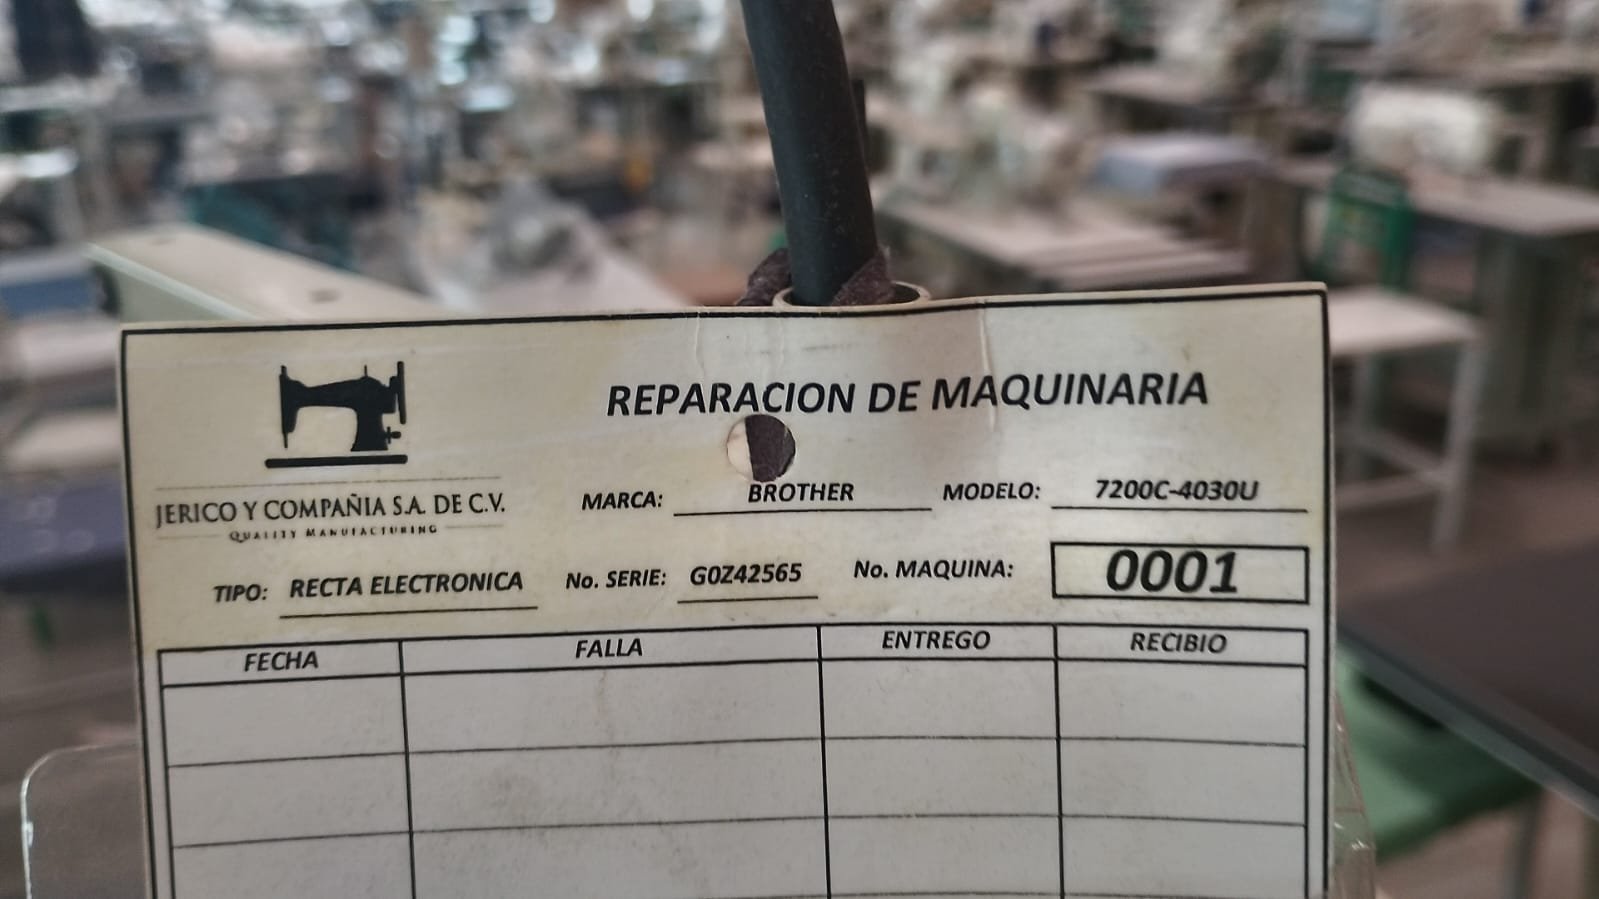 REPARACION DE MAQUINARIA
JERICO Y COMPAÑIA S.A. DE C.V.
QUALITY MANUFACTURING
MARCA: BROTHER MODELO: 7200C-4030U
TIPO: RECTA ELECTRONICA No. SERIE: G0Z42565 No. MAQUINA: 0001
FECHA FALLA ENTREGO RECIBIO